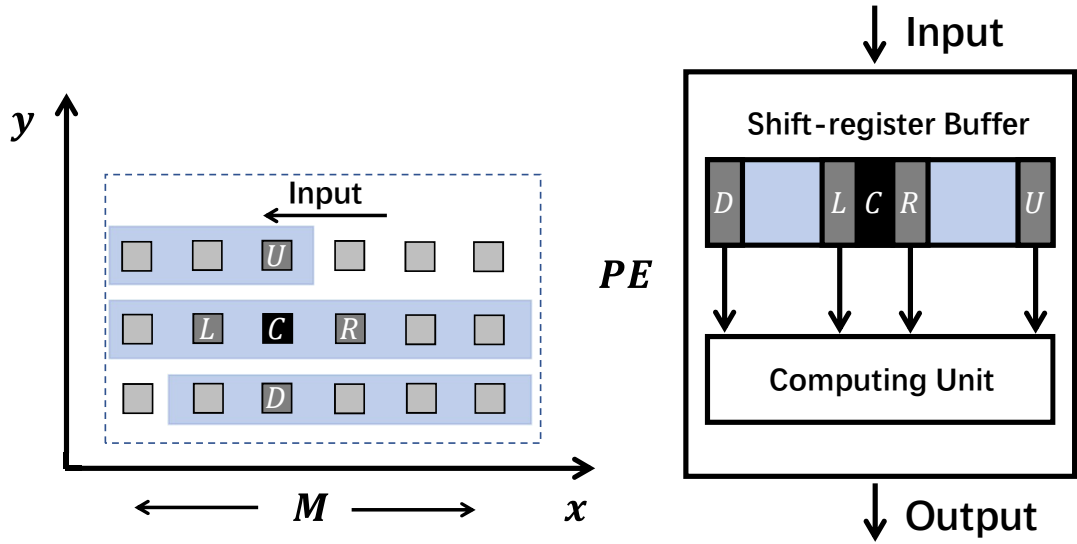 y
Input
U
L C R
D
M
x
PE
Input
Shift-register Buffer
D L C R U
Computing Unit
Output